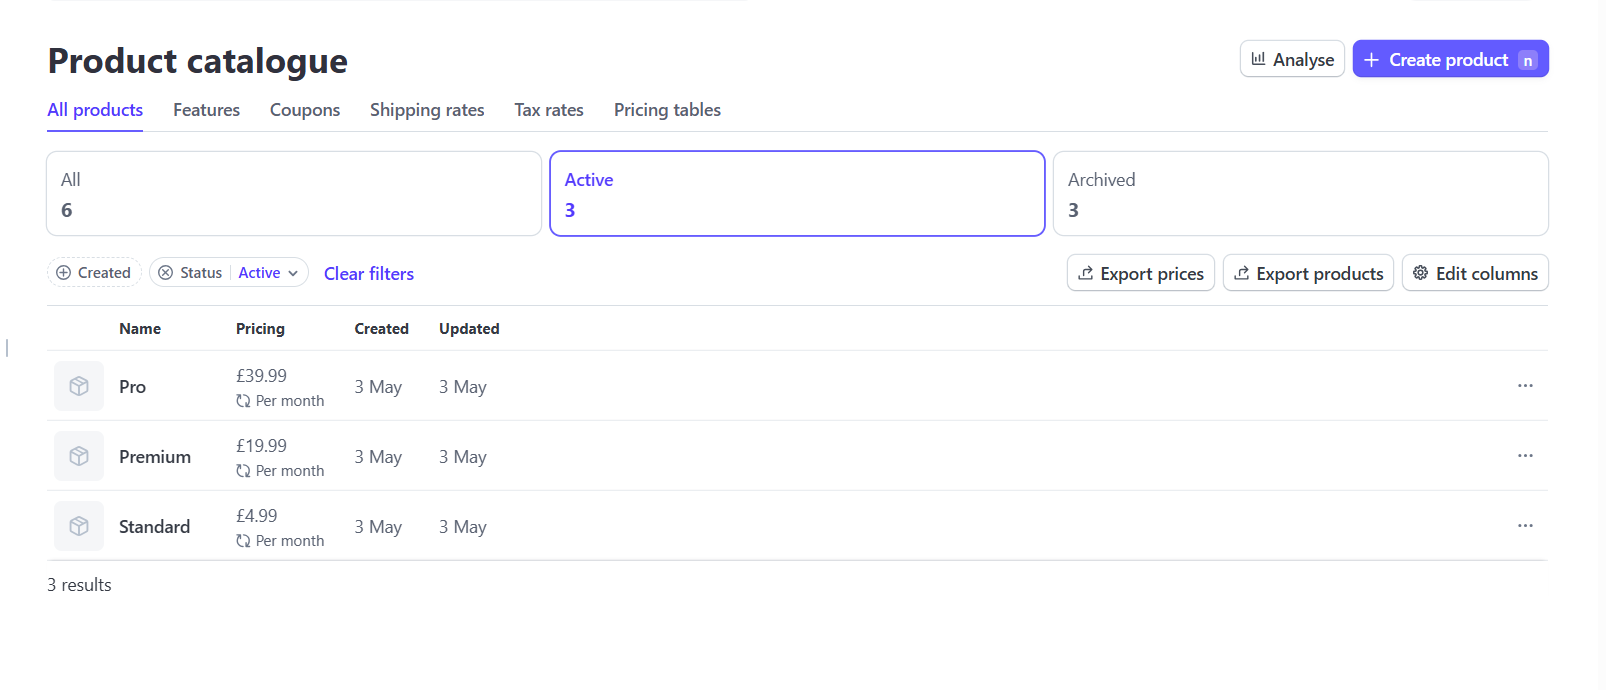 Product catalogue
Analyse
Create product n
All products Features Coupons Shipping rates Tax rates Pricing tables
All
6
Active
3
Archived
3
Created Status Active Clear filters Export prices Export products Edit columns
Name Pricing Created Updated
Pro £39.99 Per month 3 May 3 May
Premium £19.99 Per month 3 May 3 May
Standard £4.99 Per month 3 May 3 May
3 results